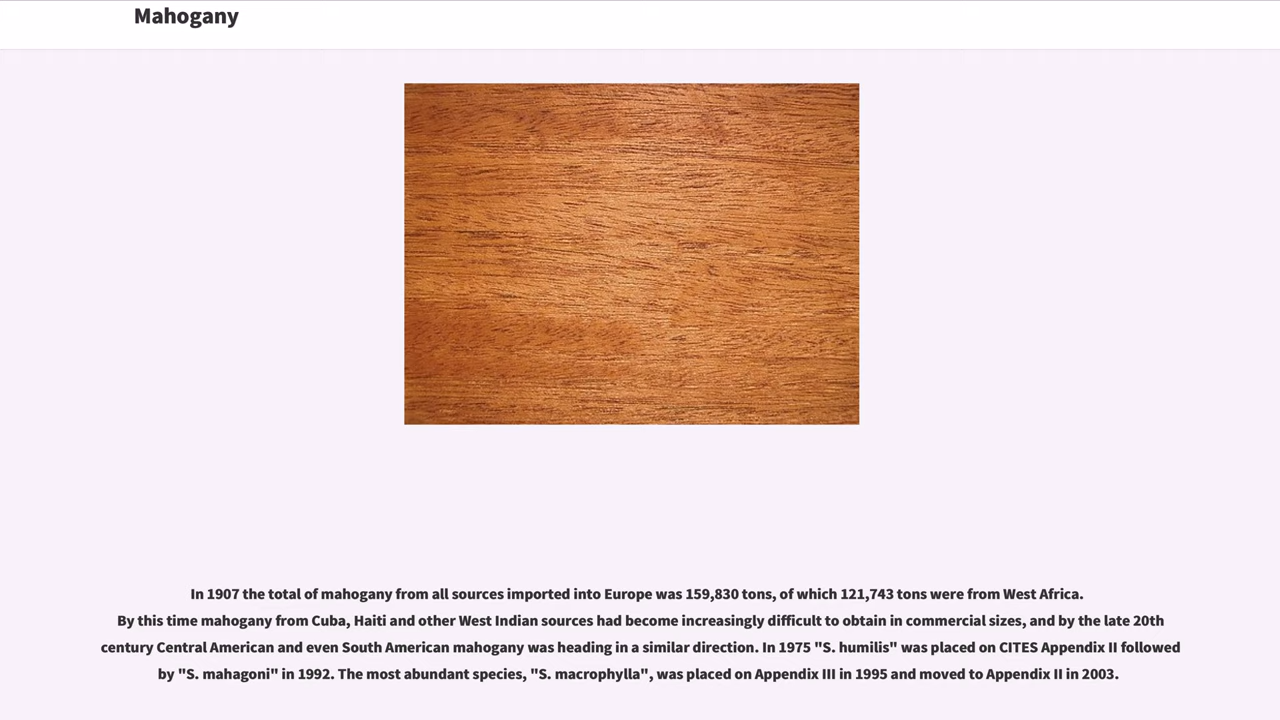 Mahogany
In 1907 the total of mahogany from all sources imported into Europe was 159,830 tons, of which 121,743 tons were from West Africa.
By this time mahogany from Cuba, Haiti and other West Indian sources had become increasingly difficult to obtain in commercial sizes, and by the late 20th
century Central American and even South American mahogany was heading in a similar direction. In 1975 "S. humilis" was placed on CITES Appendix II followed
by "S. mahagoni" in 1992. The most abundant species, "S. macrophylla", was placed on Appendix III in 1995 and moved to Appendix II in 2003.